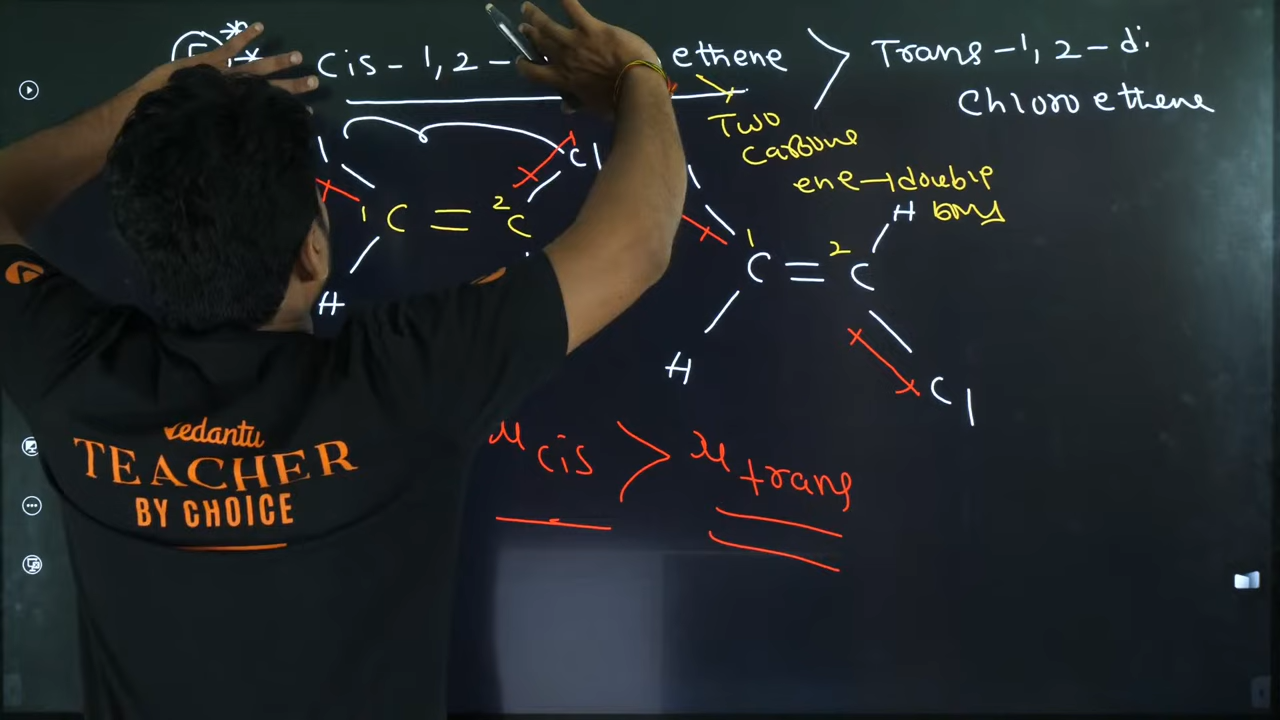 Cis - 1, 2 - ethene > Trans - 1, 2 - di
Chloro ethene
Two
Carbone
ene → double
bond
Cl
1 C = 2 C
H
H
1 C = 2 C
H
Cl
μ cis > μ trans
vedantu
TEACHER
BY CHOICE